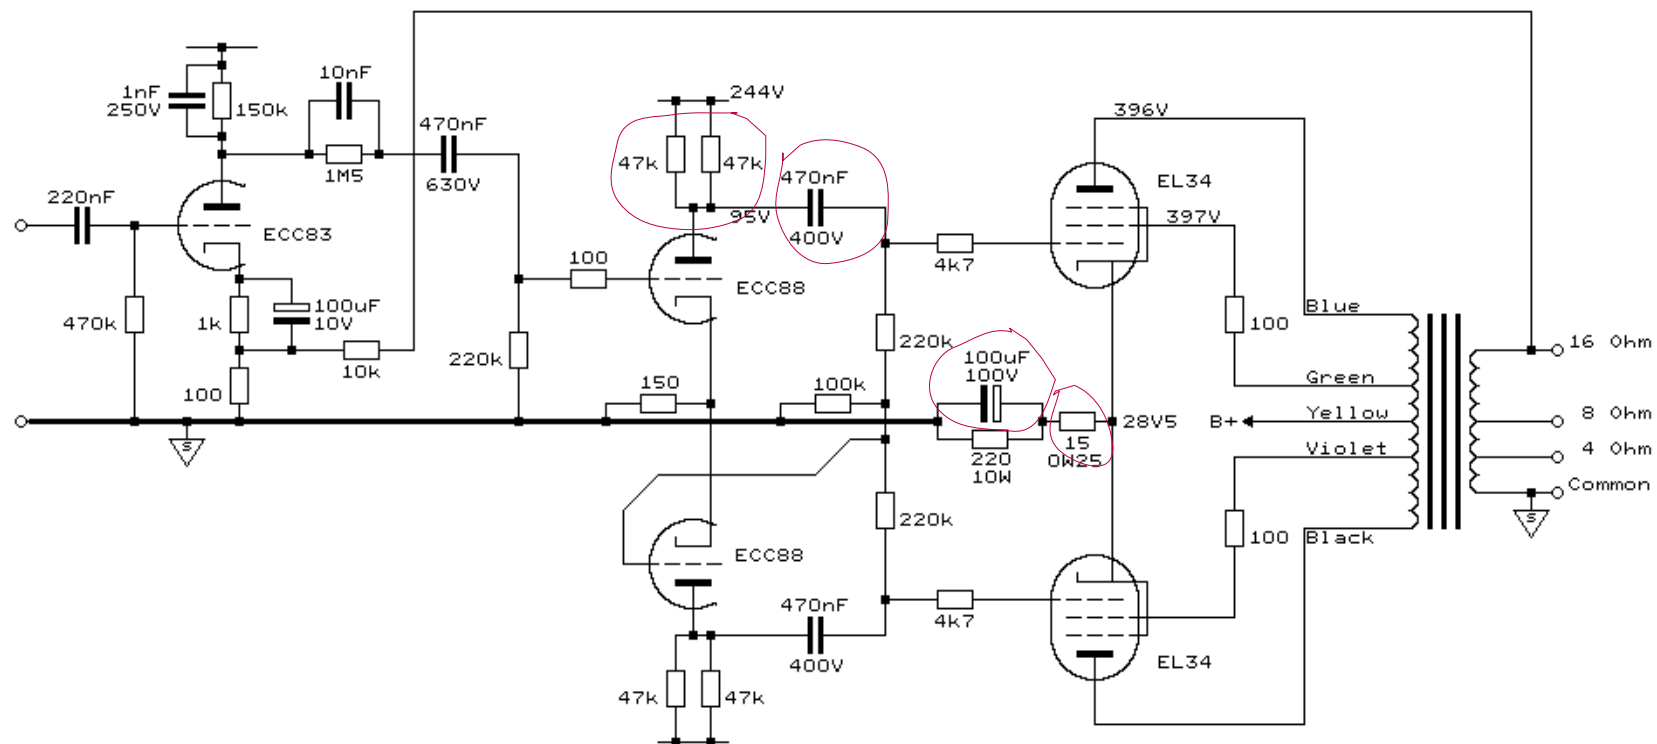 10nF
1nF
250V
150k
470nF
630V
1M5
244V
396V
47k
47k
470nF
95V
400V
EL34
397V
220nF
ECC83
100
4k7
ECC88
470k
1k
100uF
10V
10k
220k
220k
100uF
100V
100
Blue
16 Ohm
Green
100
150
100k
15
0W25
220
10W
28V5
B+
Yellow
8 Ohm
Violet
4 Ohm
Common
S
S
220k
100
Black
ECC88
470nF
400V
4k7
EL34
47k
47k